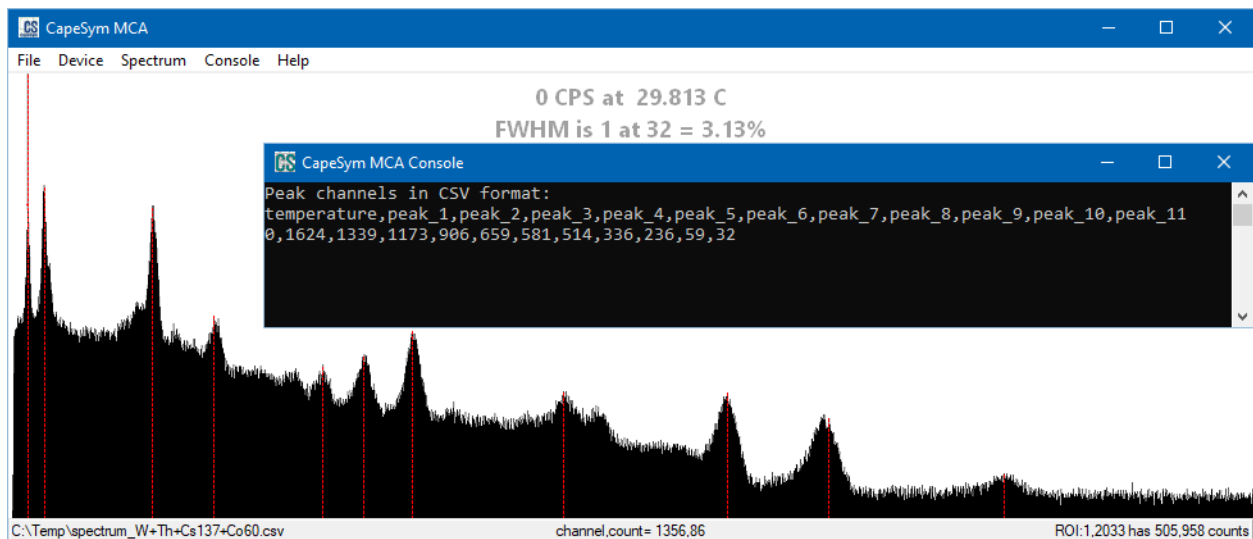 CS CapeSym MCA
File Device Spectrum Console Help
0 CPS at 29.813 C
FWHM is 1 at 32 = 3.13%
CS CapeSym MCA Console
Peak channels in CSV format:
temperature,peak_1,peak_2,peak_3,peak_4,peak_5,peak_6,peak_7,peak_8,peak_9,peak_10,peak_11
0,1624,1339,1173,906,659,581,514,336,236,59,32
C:\Temp\spectrum_W+Th+Cs137+Co60.csv channel,count= 1356,86 ROI:1,2033 has 505,958 counts